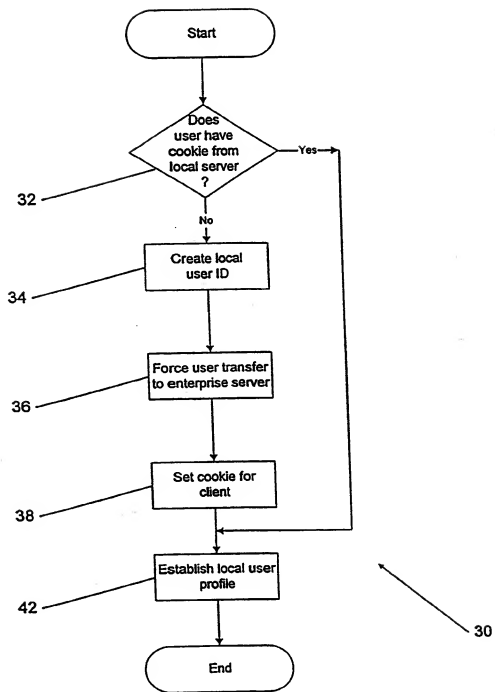 Start
Does
user have
cookie from
local server
?
Yes
32
No
Create local
user ID
34
Force user transfer
to enterprise server
36
Set cookie for
client
38
Establish local user
profile
42
30
End